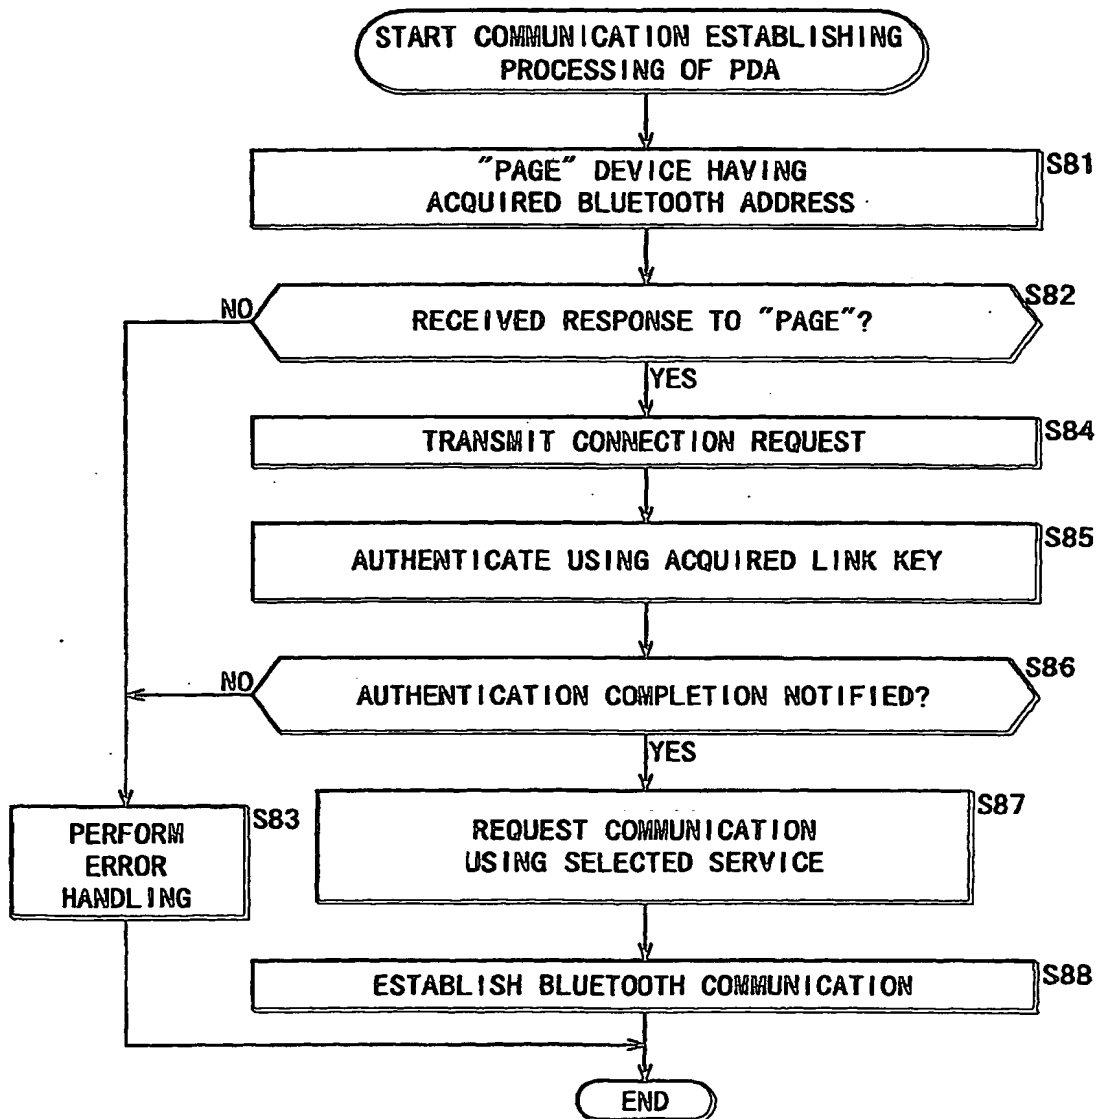 START COMMUNICATION ESTABLISHING
PROCESSING OF PDA
"PAGE" DEVICE HAVING
ACQUIRED BLUETOOTH ADDRESS
S81
RECEIVED RESPONSE TO "PAGE"?
S82
NO
YES
TRANSMIT CONNECTION REQUEST
S84
AUTHENTICATE USING ACQUIRED LINK KEY
S85
AUTHENTICATION COMPLETION NOTIFIED?
S86
NO
YES
PERFORM
ERROR
HANDLING
S83
REQUEST COMMUNICATION
USING SELECTED SERVICE
S87
ESTABLISH BLUETOOTH COMMUNICATION
S88
END